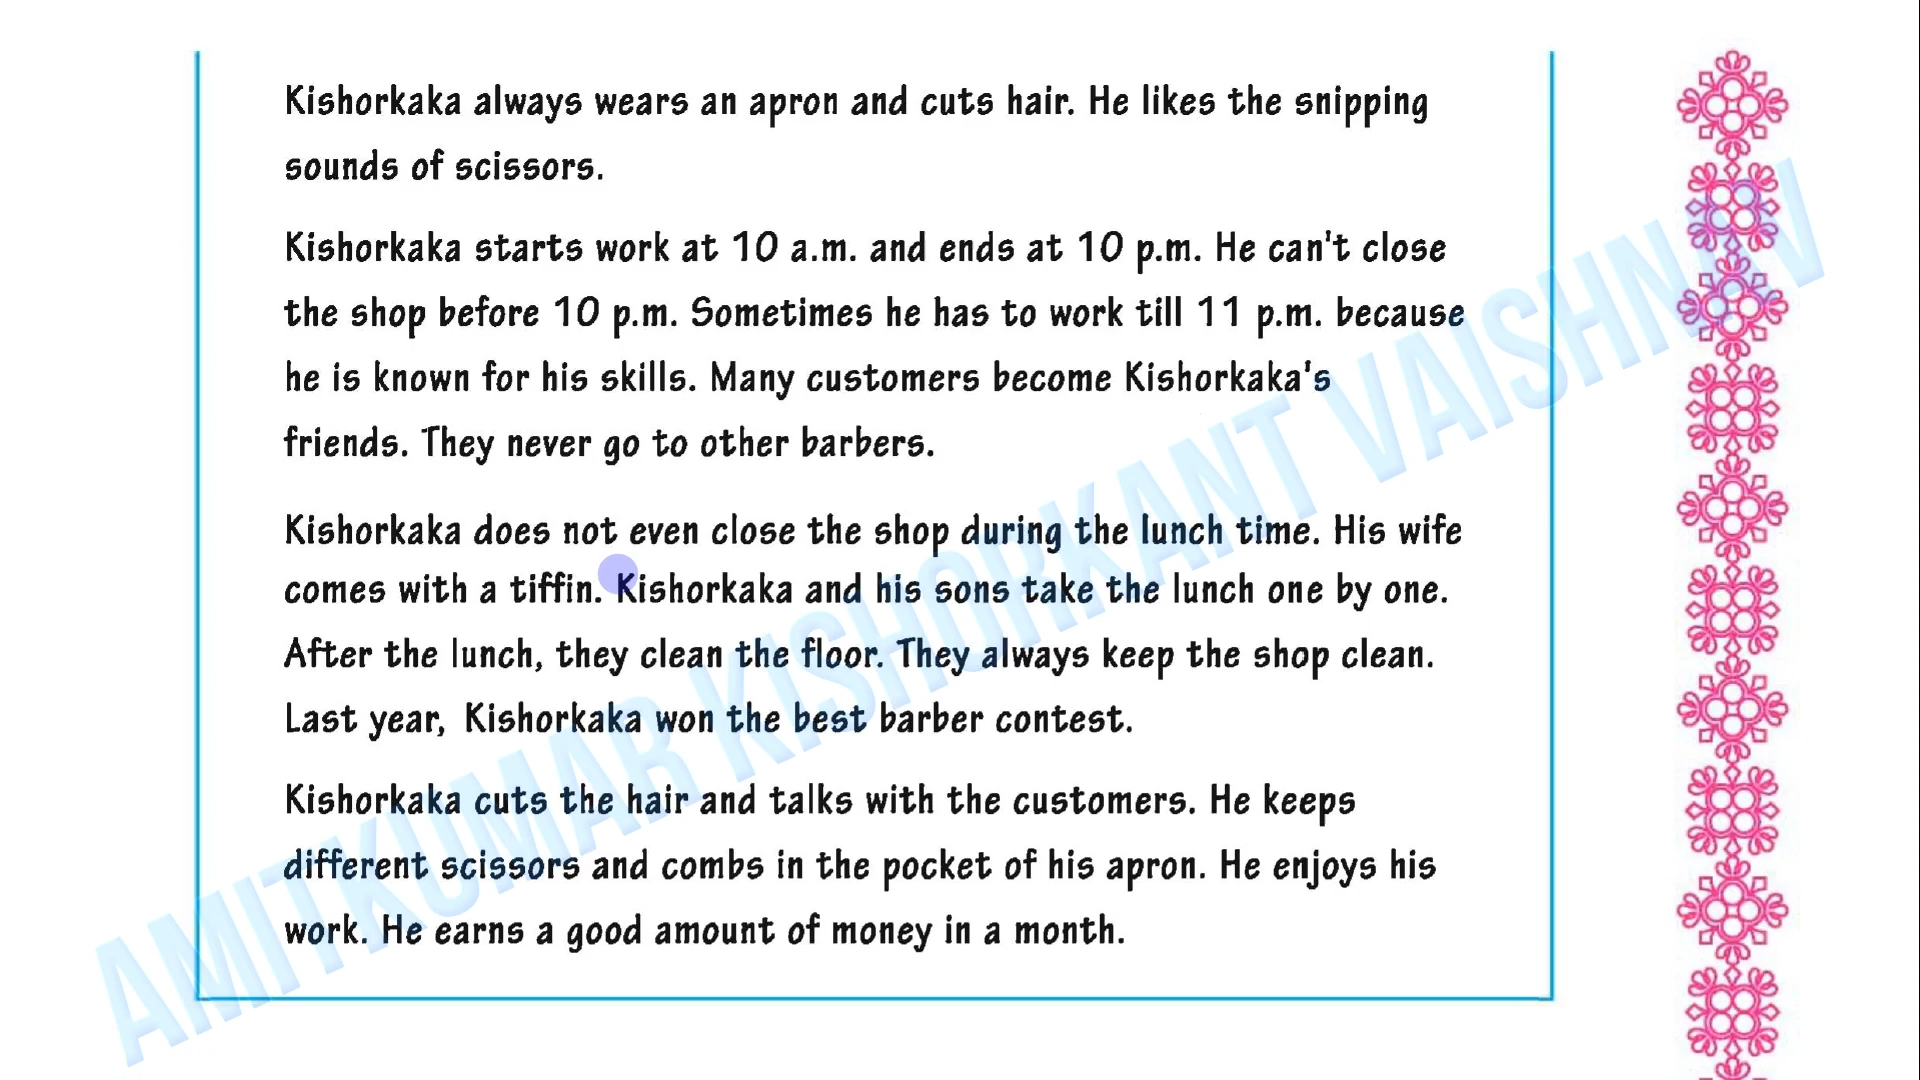 Kishorkaka always wears an apron and cuts hair. He likes the snipping
sounds of scissors.
Kishorkaka starts work at 10 a.m. and ends at 10 p.m. He can't close
the shop before 10 p.m. Sometimes he has to work till 11 p.m. because
he is known for his skills. Many customers become Kishorkaka's
friends. They never go to other barbers.
Kishorkaka does not even close the shop during the lunch time. His wife
comes with a tiffin. Kishorkaka and his sons take the lunch one by one.
After the lunch, they clean the floor. They always keep the shop clean.
Last year, Kishorkaka won the best barber contest.
Kishorkaka cuts the hair and talks with the customers. He keeps
different scissors and combs in the pocket of his apron. He enjoys his
work. He earns a good amount of money in a month.
AMITKUMAR KISHORKANT VAISHNAV